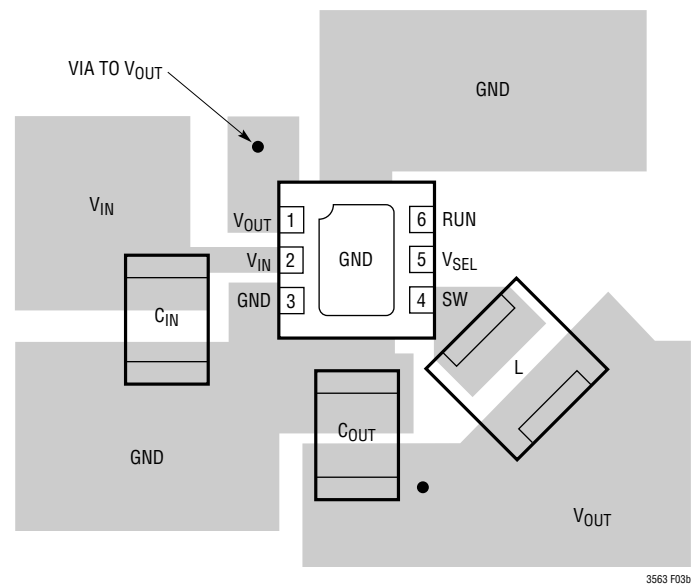 VIA TO VOUT
GND
VIN
VOUT 1 6 RUN
VIN 2 GND 5 VSEL
GND 3 4 SW
CIN
L
COUT
GND
VOUT
3563 F03b